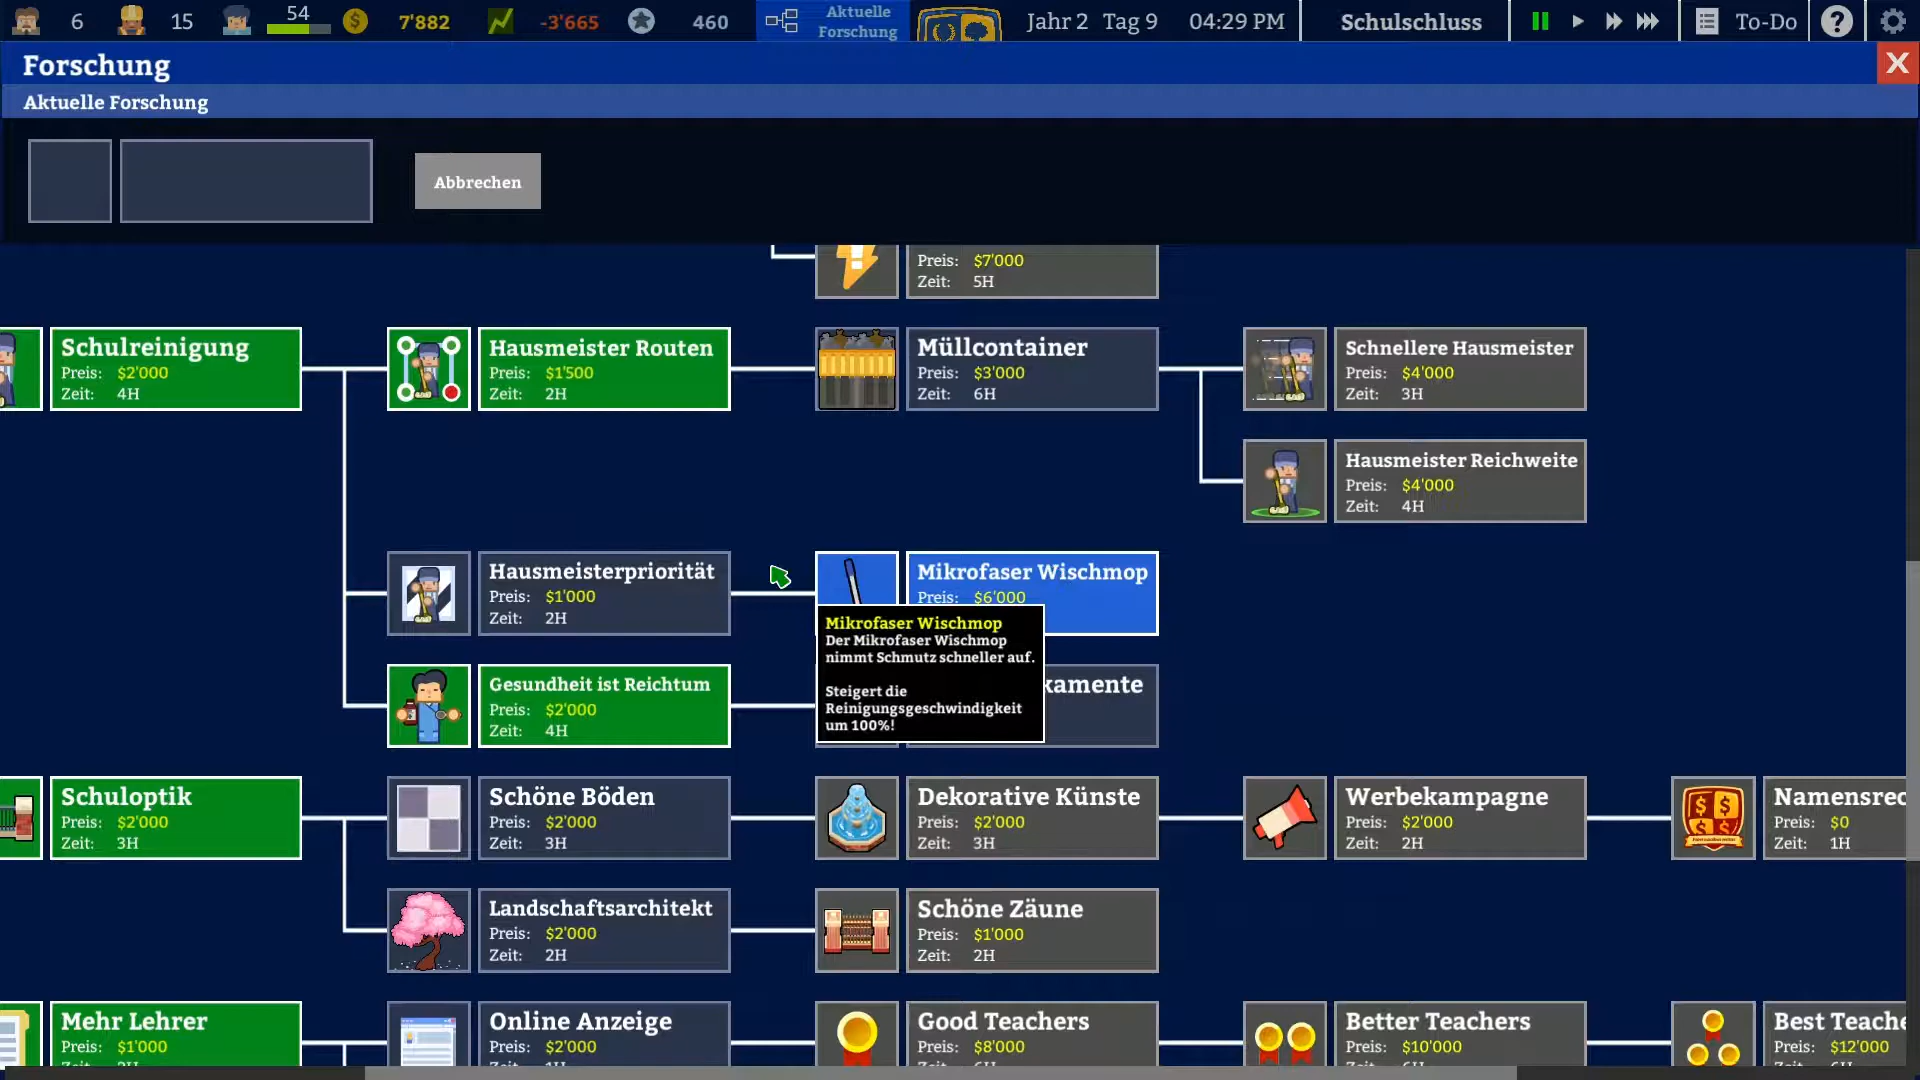 6
15
54
7'882
-3'665
460
Aktuelle
Forschung
Jahr 2 Tag 9 04:29 PM
Schulschluss
To-Do
?
Forschung
X
Aktuelle Forschung
Abbrechen
Preis: $7'000
Zeit: 5H
Schulreinigung
Preis: $2'000
Zeit: 4H
Hausmeister Routen
Preis: $1'500
Zeit: 2H
Müllcontainer
Preis: $3'000
Zeit: 6H
Schnellere Hausmeister
Preis: $4'000
Zeit: 3H
Hausmeister Reichweite
Preis: $4'000
Zeit: 4H
Hausmeisterpriorität
Preis: $1'000
Zeit: 2H
Mikrofaser Wischmop
Preis: $6'000
Mikrofaser Wischmop
Der Mikrofaser Wischmop
nimmt Schmutz schneller auf.
Steigert die
Reinigungsgeschwindigkeit
um 100%!
Gesundheit ist Reichtum
Preis: $2'000
Zeit: 4H
kamente
Schuloptik
Preis: $2'000
Zeit: 3H
Schöne Böden
Preis: $2'000
Zeit: 3H
Dekorative Künste
Preis: $2'000
Zeit: 3H
Werbekampagne
Preis: $2'000
Zeit: 2H
Namensrec
Preis: $0
Zeit: 1H
Landschaftsarchitekt
Preis: $2'000
Zeit: 2H
Schöne Zäune
Preis: $1'000
Zeit: 2H
Mehr Lehrer
Preis: $1'000
Online Anzeige
Preis: $2'000
Good Teachers
Preis: $8'000
Better Teachers
Preis: $10'000
Best Teache
Preis: $12'000